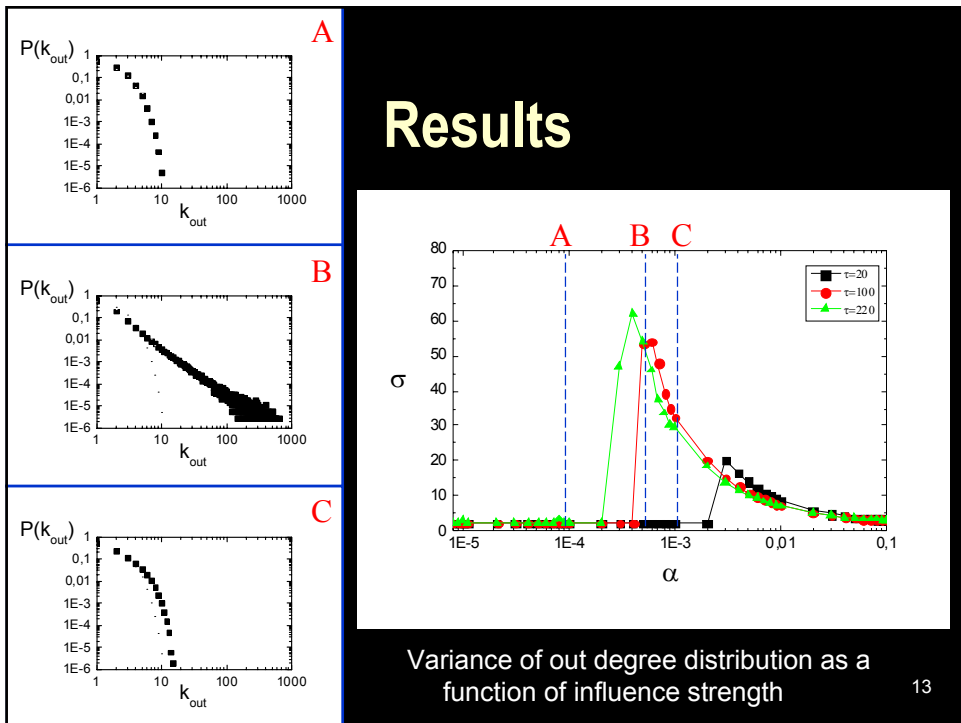 A
P(k_out)
1
0,1
0,01
1E-3
1E-4
1E-5
1E-6
1 10 100 1000
k_out
B
P(k_out)
1
0,1
0,01
1E-3
1E-4
1E-5
1E-6
1 10 100 1000
k_out
C
P(k_out)
1
0,1
0,01
1E-3
1E-4
1E-5
1E-6
1 10 100 1000
k_out
Results
A B C
80
70
60
50
40
30
20
10
0
σ
τ=20
τ=100
τ=220
1E-5 1E-4 1E-3 0,01 0,1
α
Variance of out degree distribution as a
function of influence strength
13